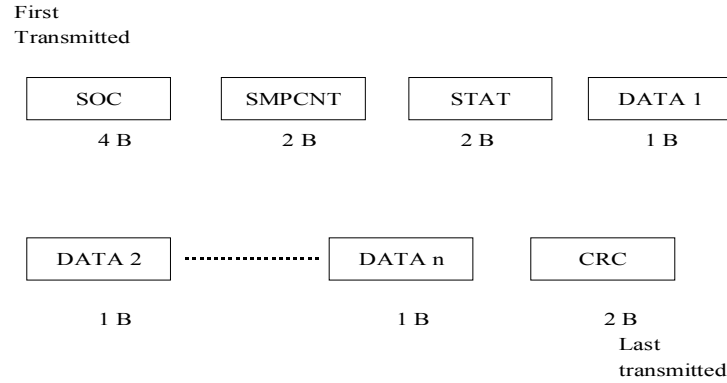 First
Transmitted
SOC SMPCNT STAT DATA 1
4 B 2 B 2 B 1 B
DATA 2 DATA n CRC
1 B 1 B 2 B
Last
transmitted